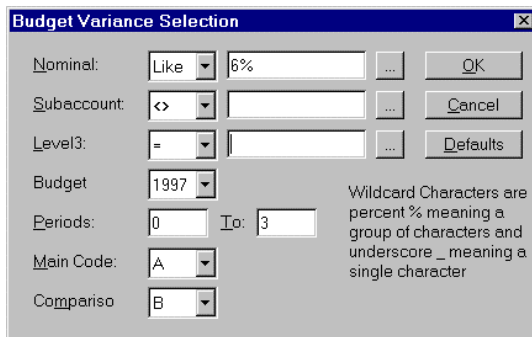 Budget Variance Selection
Nominal: Like 6% ... OK
Subaccount: <> ... Cancel
Level3: = ... Defaults
Budget 1997
Periods: 0 To: 3
Main Code: A
Compariso B
Wildcard Characters are
percent % meaning a
group of characters and
underscore _ meaning a
single character